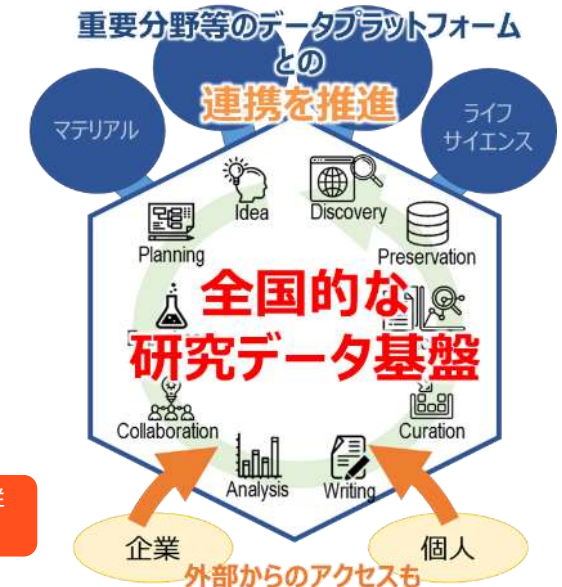 重要分野等のデータプラットフォーム
との
連携を推進
マテリアル
ライフ
サイエンス
Idea
Discovery
Planning
Preservation
全国的な
研究データ基盤
Collaboration
Curation
Analysis
Writing
企業
個人
外部からのアクセスも